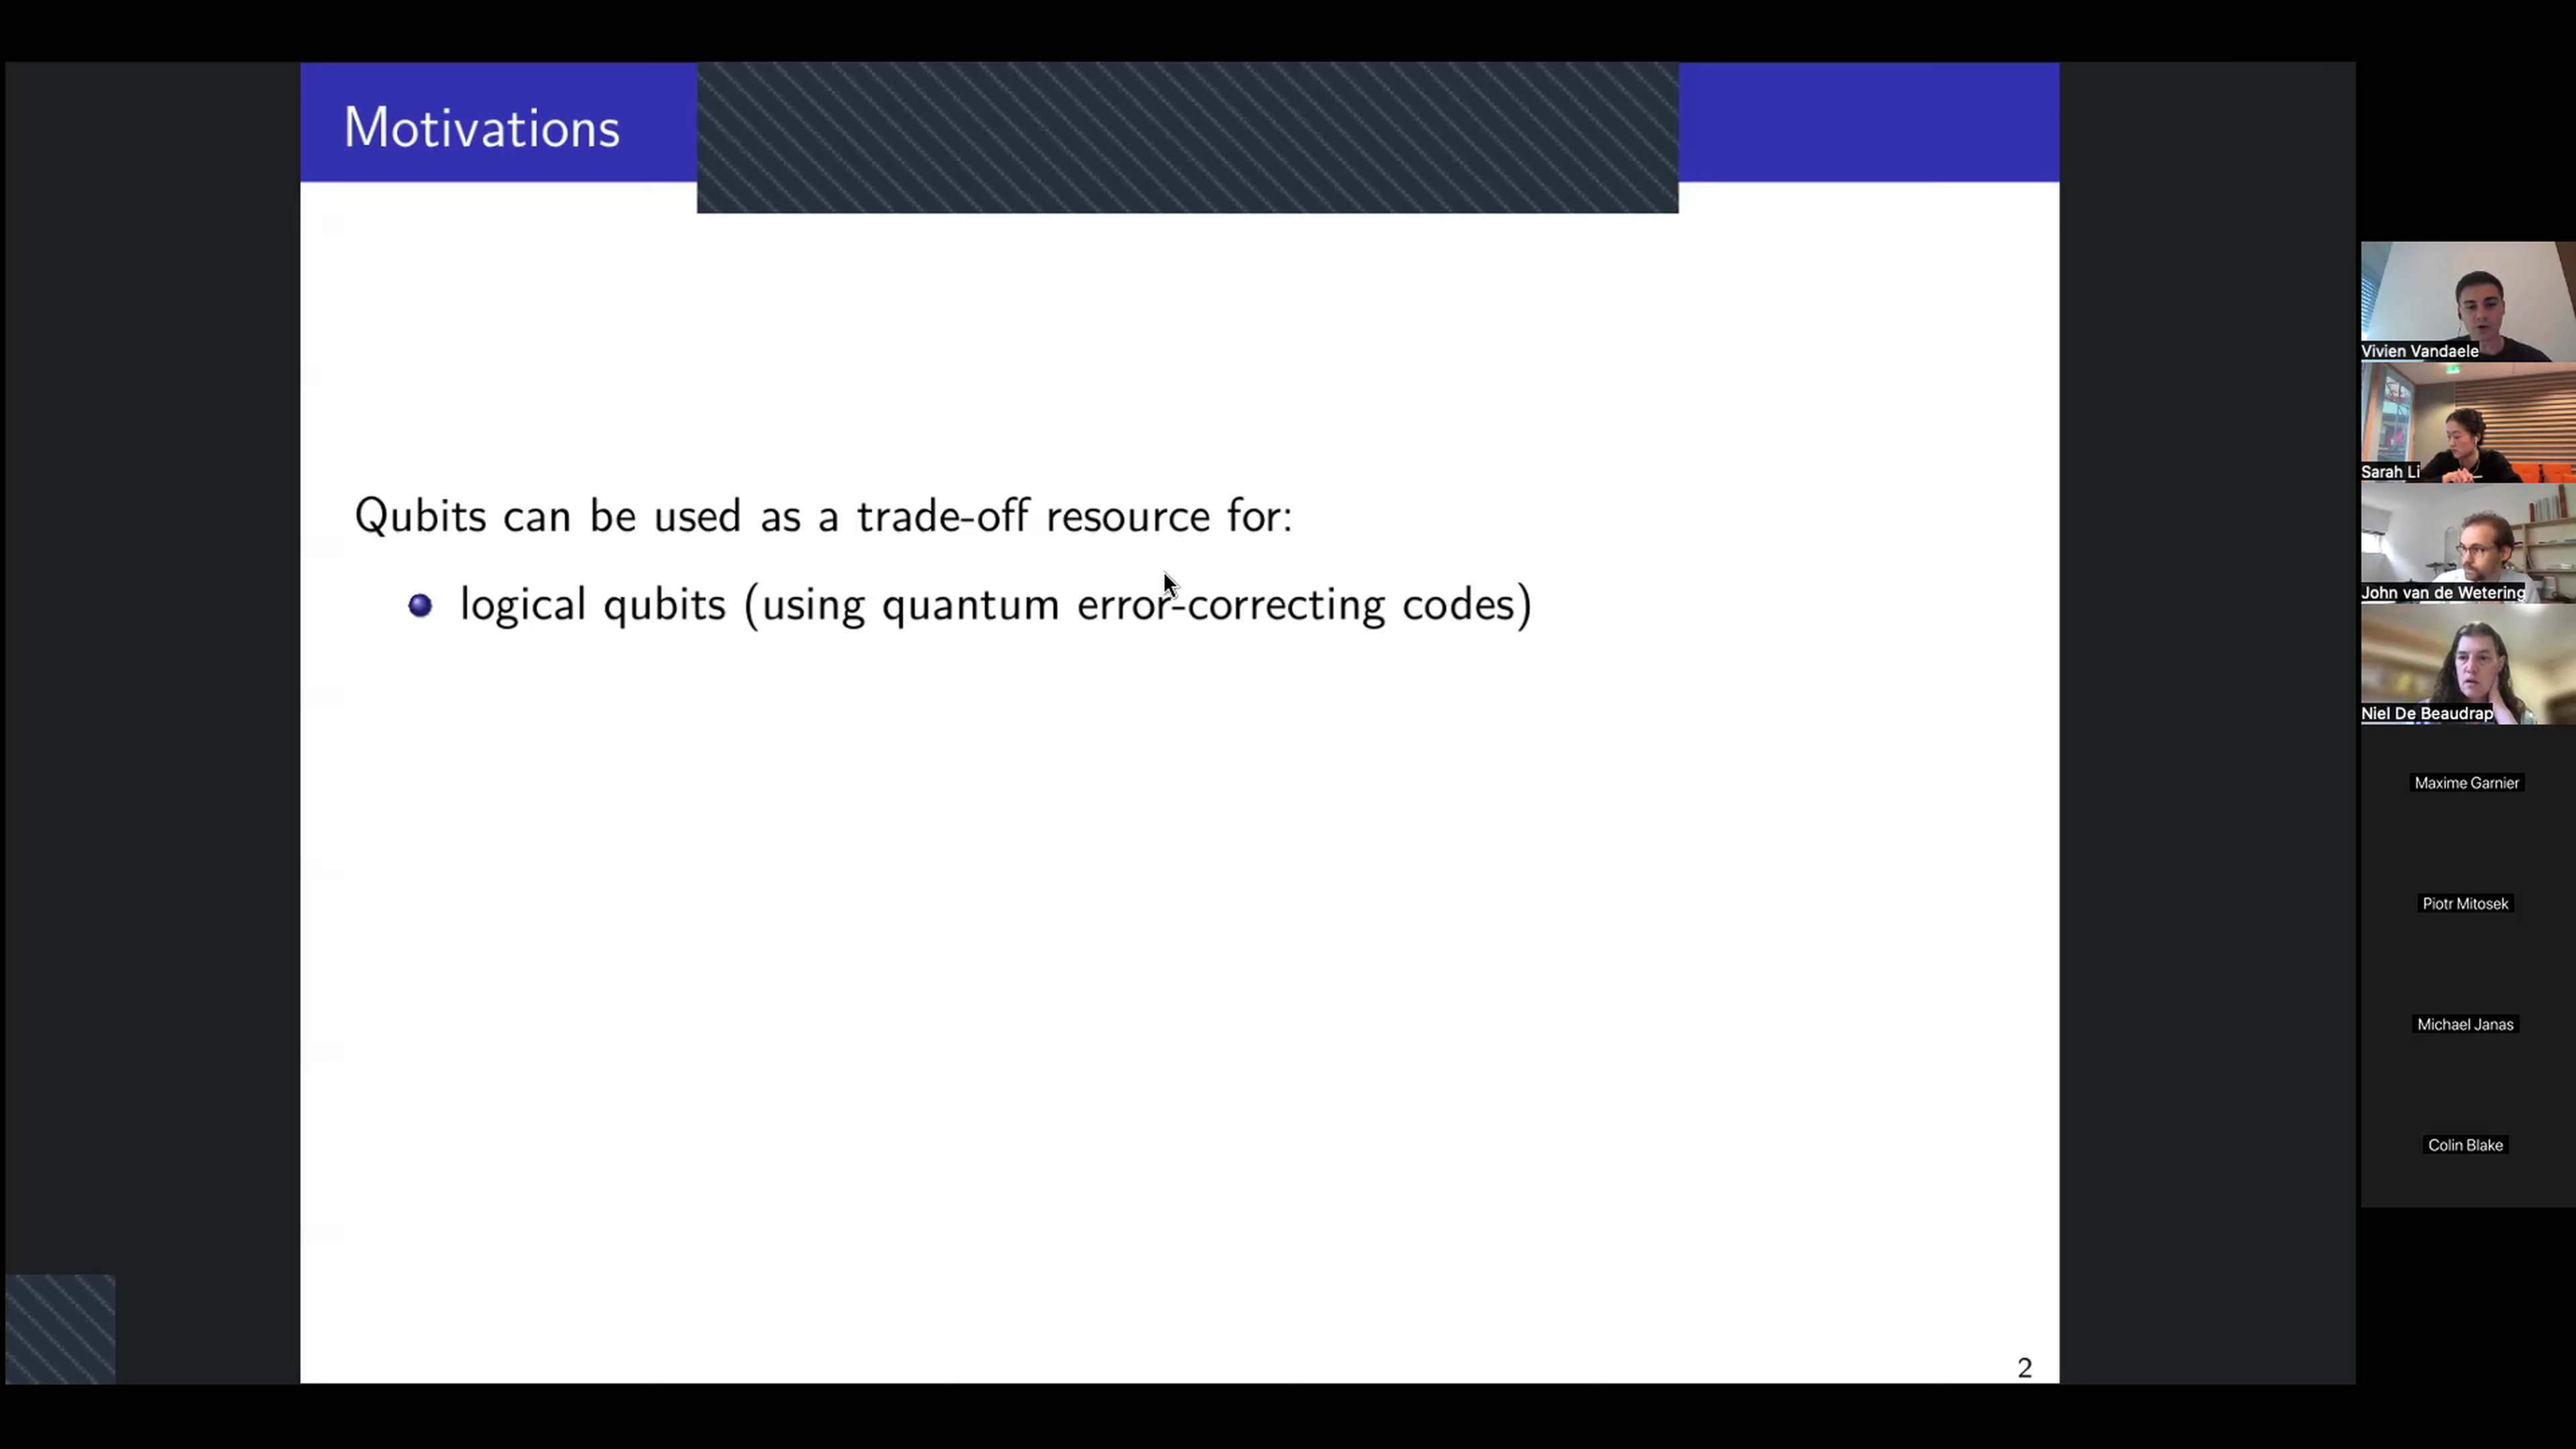 Motivations
Qubits can be used as a trade-off resource for:
logical qubits (using quantum error-correcting codes)
2
Vivien Vandaele
Sarah Li
John van de Wetering
Niel De Beaudrap
Maxime Garnier
Piotr Mitosek
Michael Janas
Colin Blake